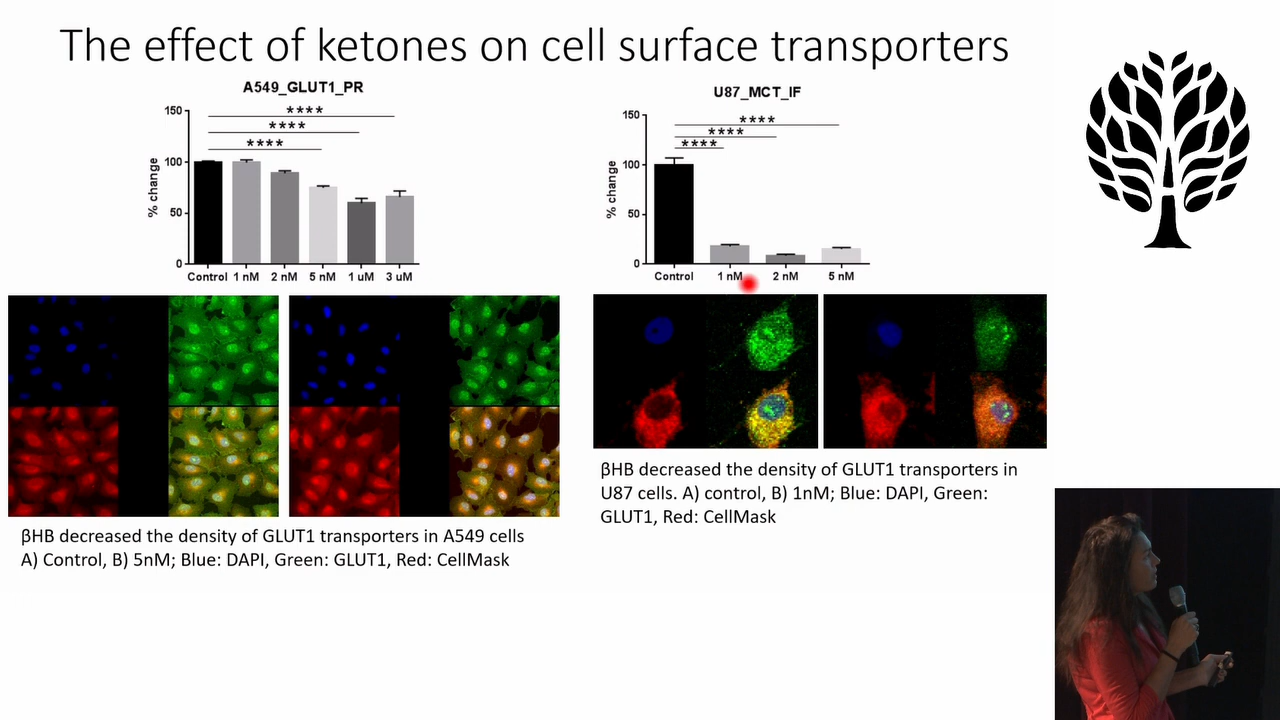 The effect of ketones on cell surface transporters
A549_GLUT1_PR
% change
150
100
50
0
****
****
****
Control 1 nM 2 nM 5 nM 1 uM 3 uM
U87_MCT_IF
% change
150
100
50
0
****
****
****
Control 1 nM 2 nM 5 nM
βHB decreased the density of GLUT1 transporters in A549 cells
A) Control, B) 5nM; Blue: DAPI, Green: GLUT1, Red: CellMask
βHB decreased the density of GLUT1 transporters in
U87 cells. A) control, B) 1nM; Blue: DAPI, Green:
GLUT1, Red: CellMask